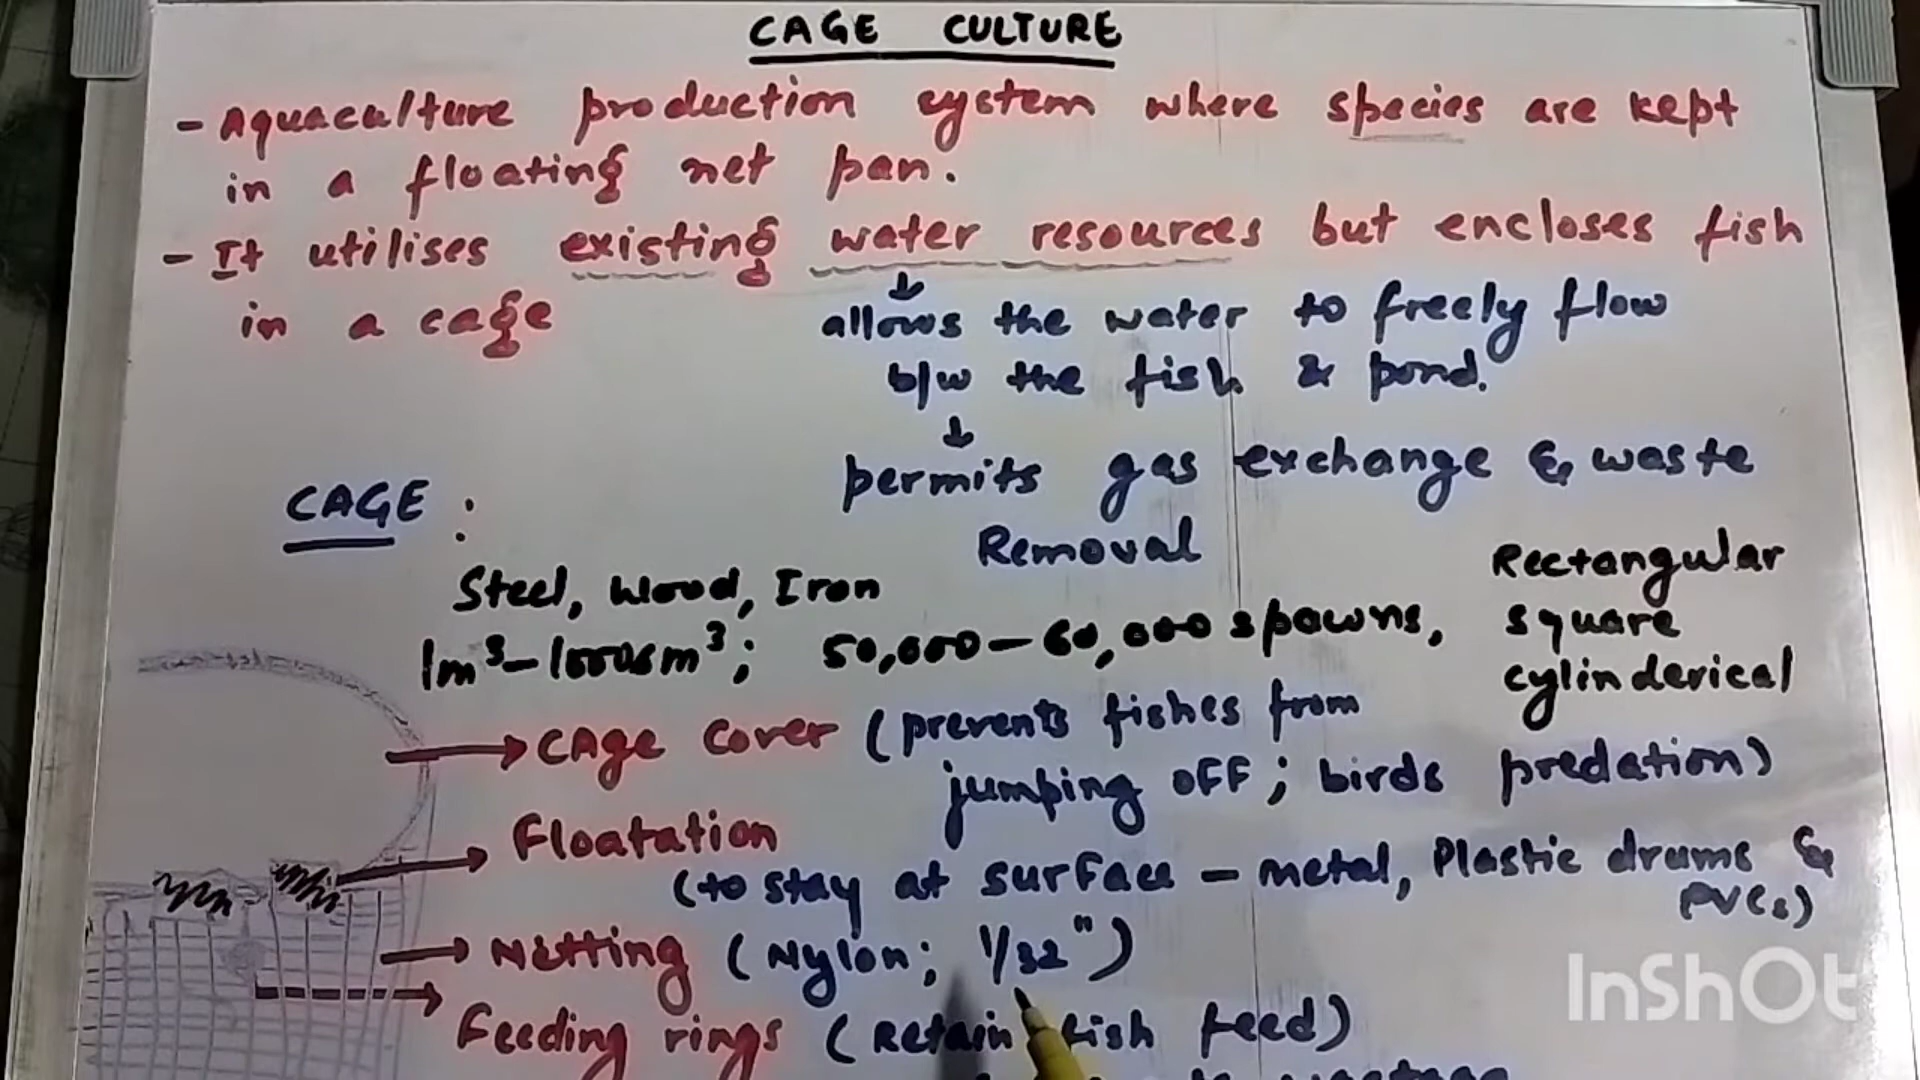 CAGE CULTURE
- Aquaculture production system where species are kept
in a floating net pan.
- It utilises existing water resources but encloses fish
in a cage
↓
allows the water to freely flow
b/w the fish & pond.
↓
permits gas exchange & waste
Removal
CAGE :
Steel, Wood, Iron
1m³ - 1000m³; 50,000 - 60,000 spawns,
Rectangular
square
cylinderical
→ CAge cover (prevents fishes from
jumping OFF; birds predation)
→ Floatation
(to stay at surface - metal, Plastic drums &
PVCs)
→ Netting (Nylon; 1/32")
→ Feeding rings (Retain fish feed)
wastage
InShOt